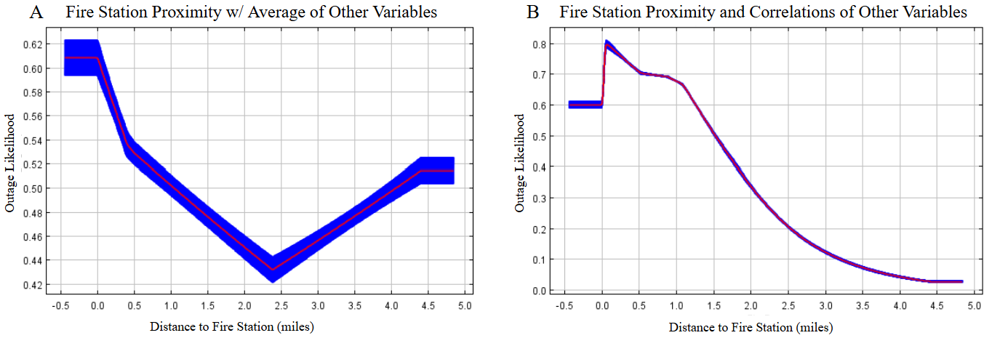 A Fire Station Proximity w/ Average of Other Variables
0.62
0.60
0.58
0.56
0.54
0.52
0.50
0.48
0.46
0.44
0.42
Outage Likelihood
-0.5 0.0 0.5 1.0 1.5 2.0 2.5 3.0 3.5 4.0 4.5 5.0
Distance to Fire Station (miles)
B Fire Station Proximity and Correlations of Other Variables
0.8
0.7
0.6
0.5
0.4
0.3
0.2
0.1
0.0
Outage Likelihood
-0.5 0.0 0.5 1.0 1.5 2.0 2.5 3.0 3.5 4.0 4.5 5.0
Distance to Fire Station (miles)